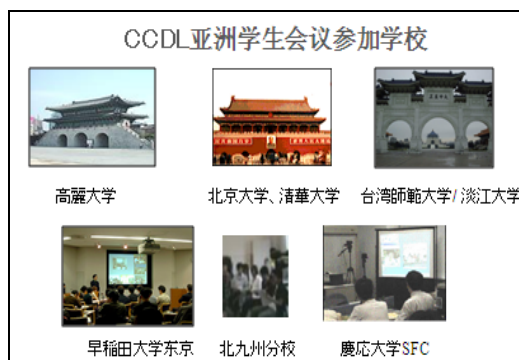 CCDL亚洲学生会议参加学校
高麗大学
北京大学、清華大学
台湾師範大学/淡江大学
早稲田大学东京
北九州分校
慶応大学SFC